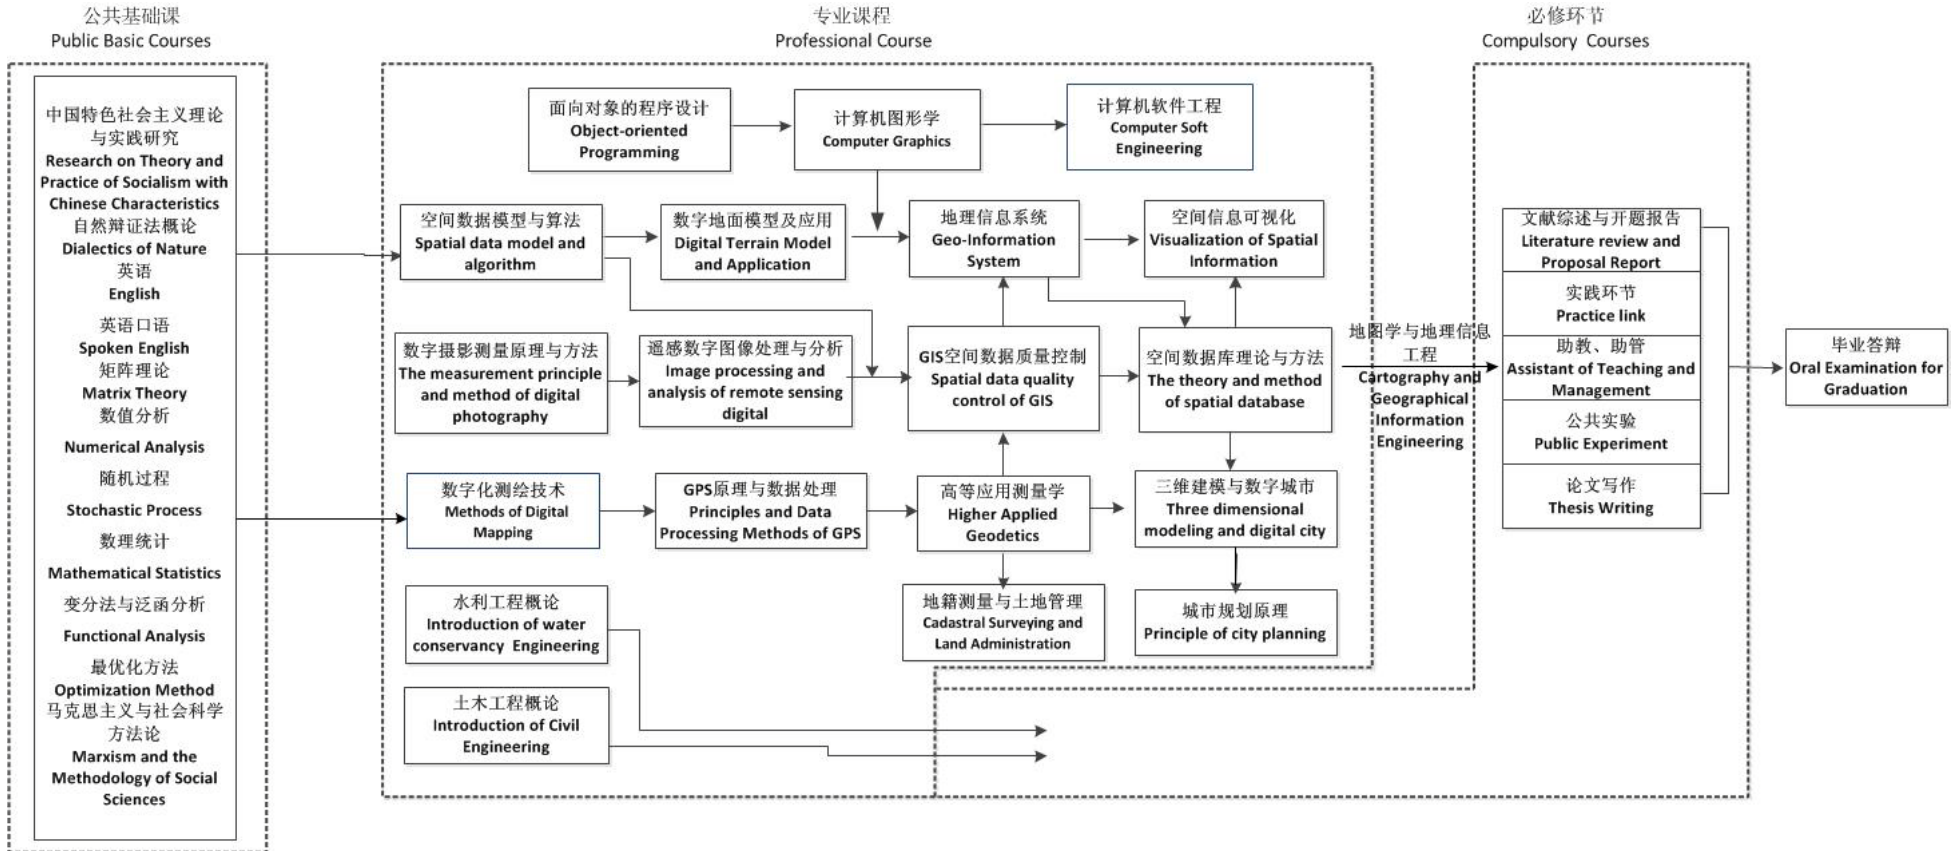 公共基础课
Public Basic Courses
专业课程
Professional Course
必修环节
Compulsory Courses
中国特色社会主义理论
与实践研究
Research on Theory and
Practice of Socialism with
Chinese Characteristics
自然辩证法概论
Dialectics of Nature
英语
English
英语口语
Spoken English
矩阵理论
Matrix Theory
数值分析
Numerical Analysis
随机过程
Stochastic Process
数理统计
Mathematical Statistics
变分法与泛函分析
Functional Analysis
最优化方法
Optimization Method
马克思主义与社会科学
方法论
Marxism and the
Methodology of Social
Sciences
面向对象的程序设计
Object-oriented
Programming
计算机图形学
Computer Graphics
计算机软件工程
Computer Soft
Engineering
空间数据模型与算法
Spatial data model and
algorithm
数字地面模型及应用
Digital Terrain Model
and Application
地理信息系统
Geo-Information
System
空间信息可视化
Visualization of Spatial
Information
数字摄影测量原理与方法
The measurement principle
and method of digital
photography
遥感数字图像处理与分析
Image processing and
analysis of remote sensing
digital
GIS空间数据质量控制
Spatial data quality
control of GIS
空间数据库理论与方法
The theory and method
of spatial database
数字化测绘技术
Methods of Digital
Mapping
GPS原理与数据处理
Principles and Data
Processing Methods of GPS
高等应用测量学
Higher Applied
Geodetics
三维建模与数字城市
Three dimensional
modeling and digital city
水利工程概论
Introduction of water
conservancy Engineering
地籍测量与土地管理
Cadastral Surveying and
Land Administration
城市规划原理
Principle of city planning
土木工程概论
Introduction of Civil
Engineering
地图学与地理信息
工程
Cartography and
Geographical
Information
Engineering
文献综述与开题报告
Literature review and
Proposal Report
实践环节
Practice link
助教、助管
Assistant of Teaching and
Management
公共实验
Public Experiment
论文写作
Thesis Writing
毕业答辩
Oral Examination for
Graduation